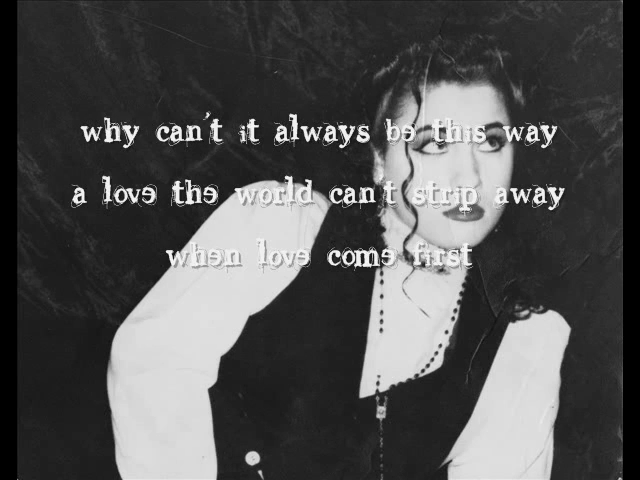 why can't it always be this way
a love the world can't strip away
when love come first